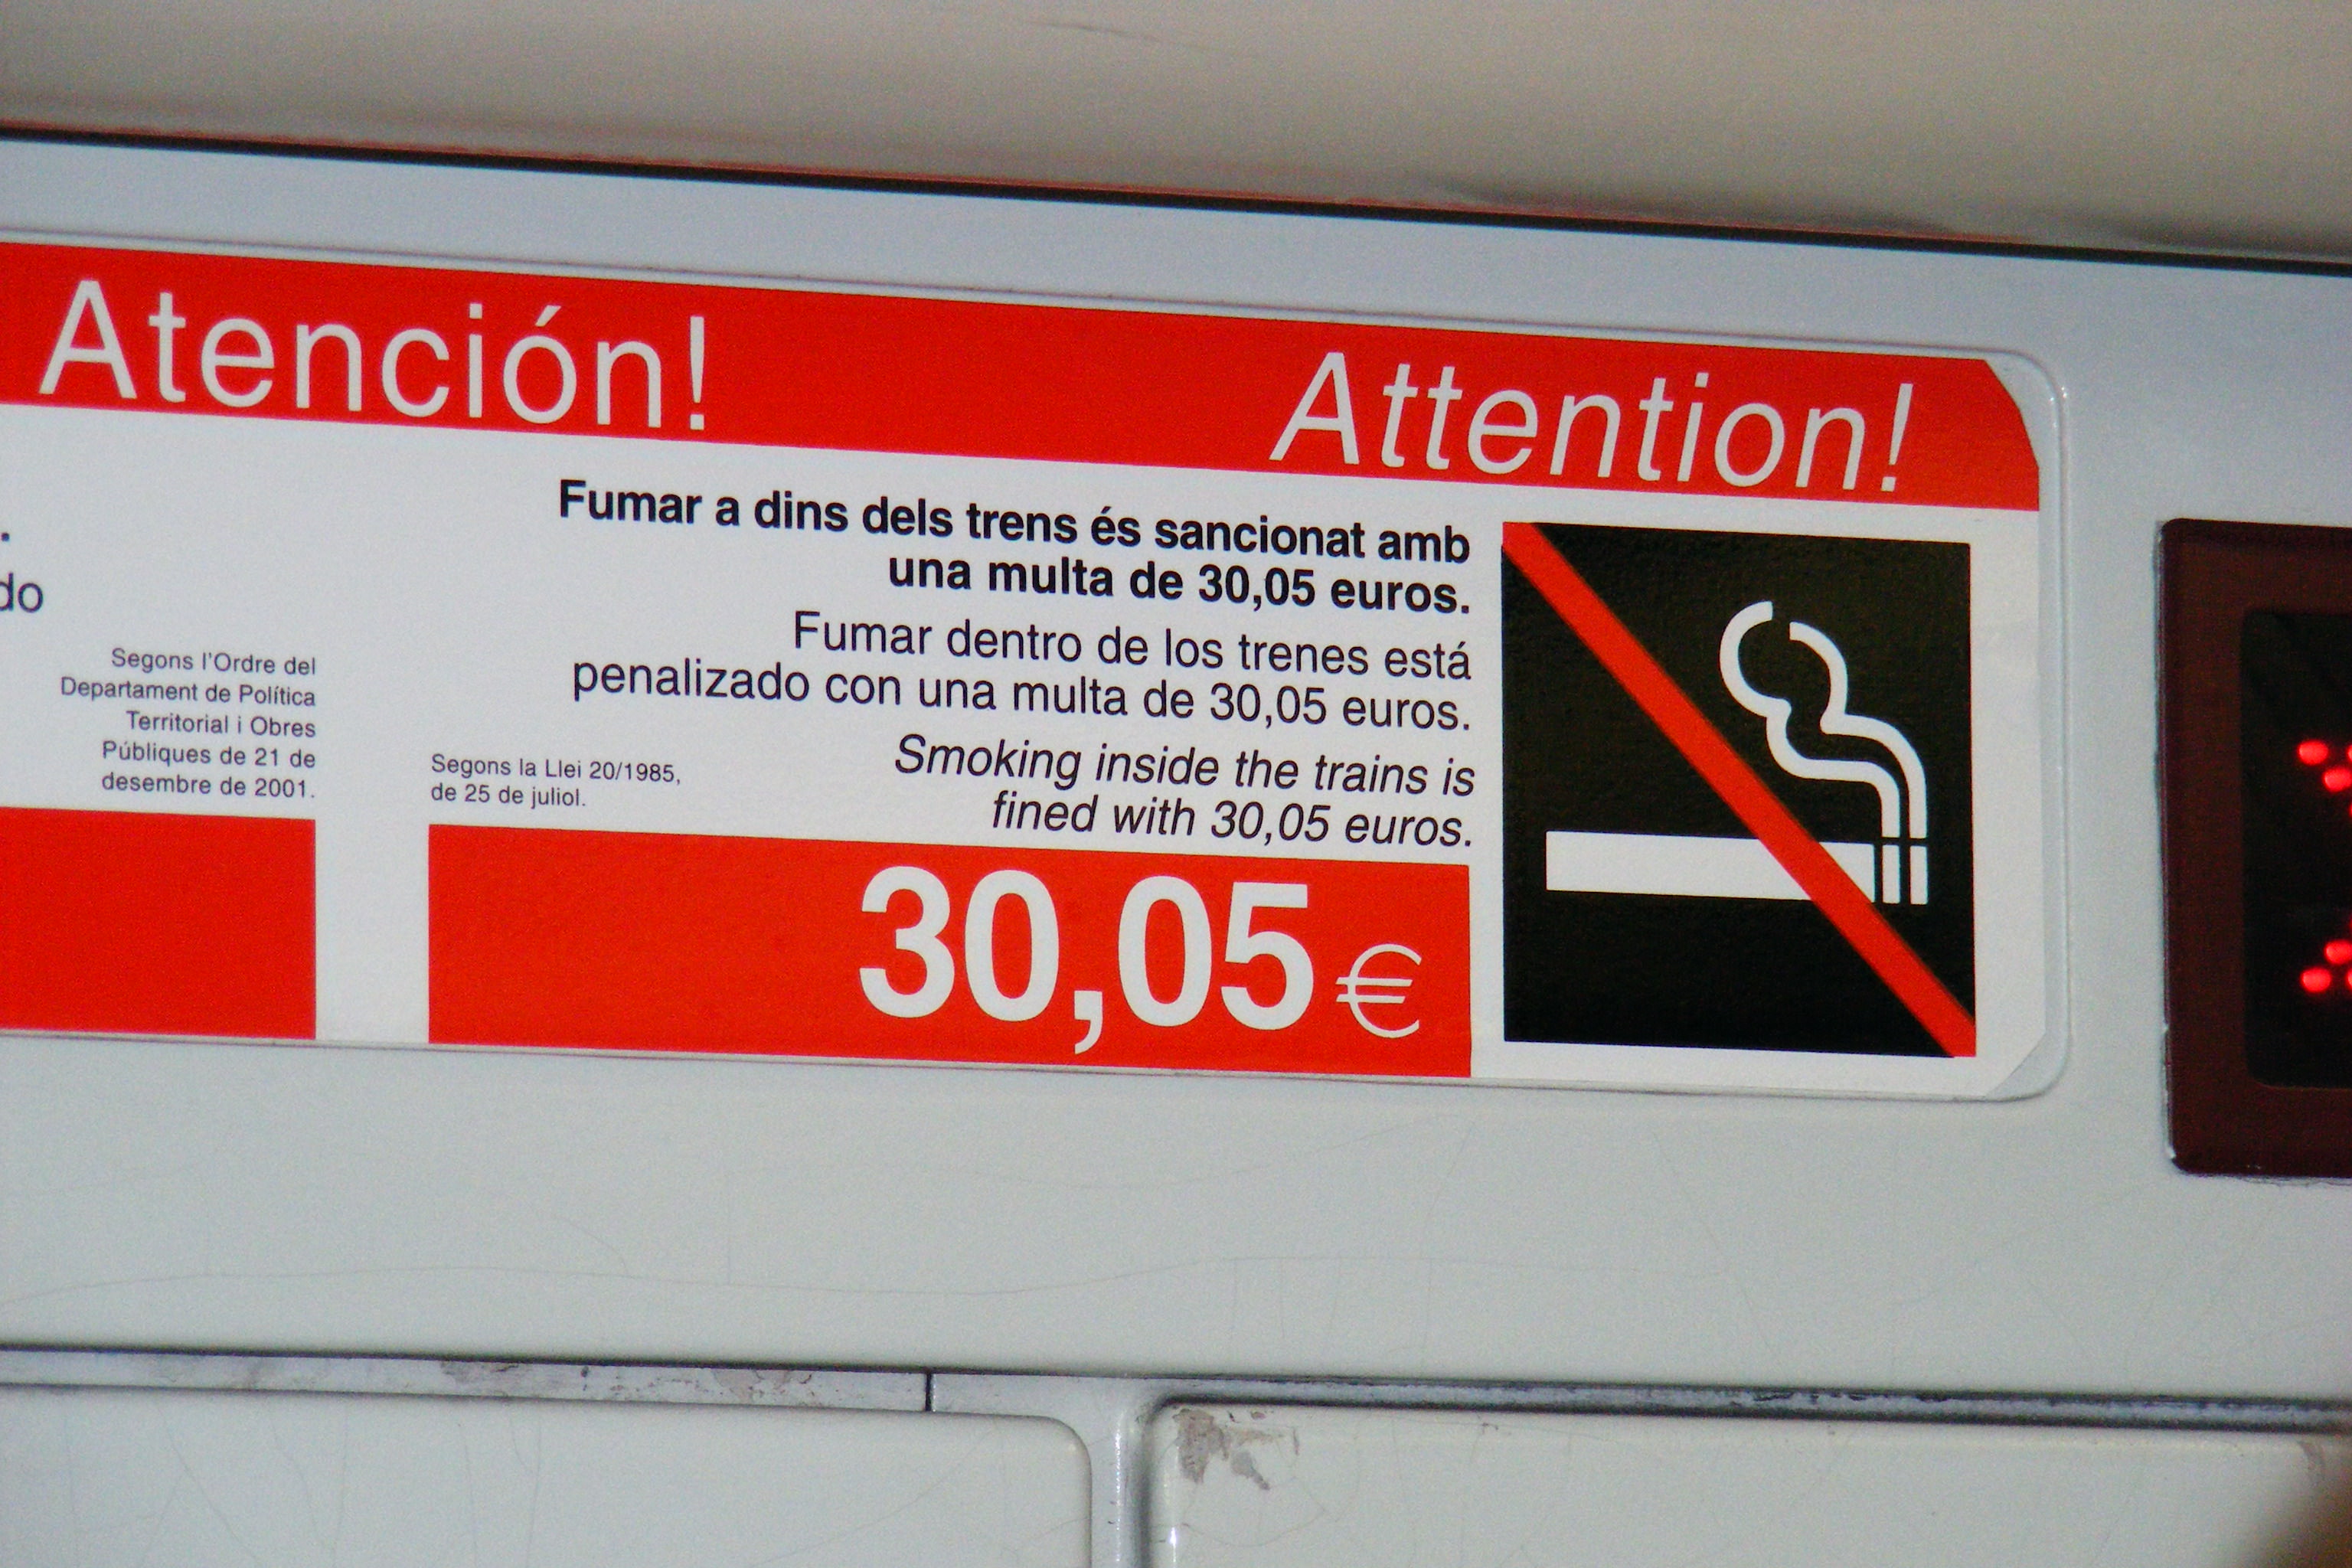 Atención!
Attention!
.
do
Segons l'Ordre del
Departament de Política
Territorial i Obres
Públiques de 21 de
desembre de 2001.
Fumar a dins dels trens és sancionat amb
una multa de 30,05 euros.
Fumar dentro de los trenes está
penalizado con una multa de 30,05 euros.
Smoking inside the trains is
fined with 30,05 euros.
Segons la Llei 20/1985,
de 25 de juliol.
30,05 €